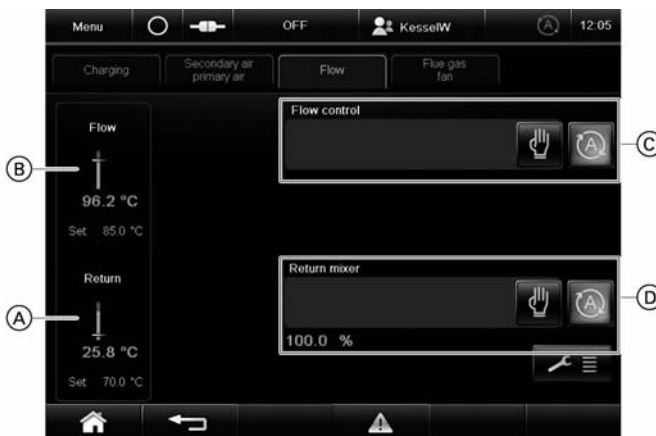 Menu OFF KesselW A 12:05
Charging
Secondary air
primary air
Flow
Flue gas
fan
Flow control
A
C
Flow
B
96.2 °C
Set: 85.0 °C
Return mixer
A
D
100.0 %
Return
A
25.8 °C
Set: 70.0 °C